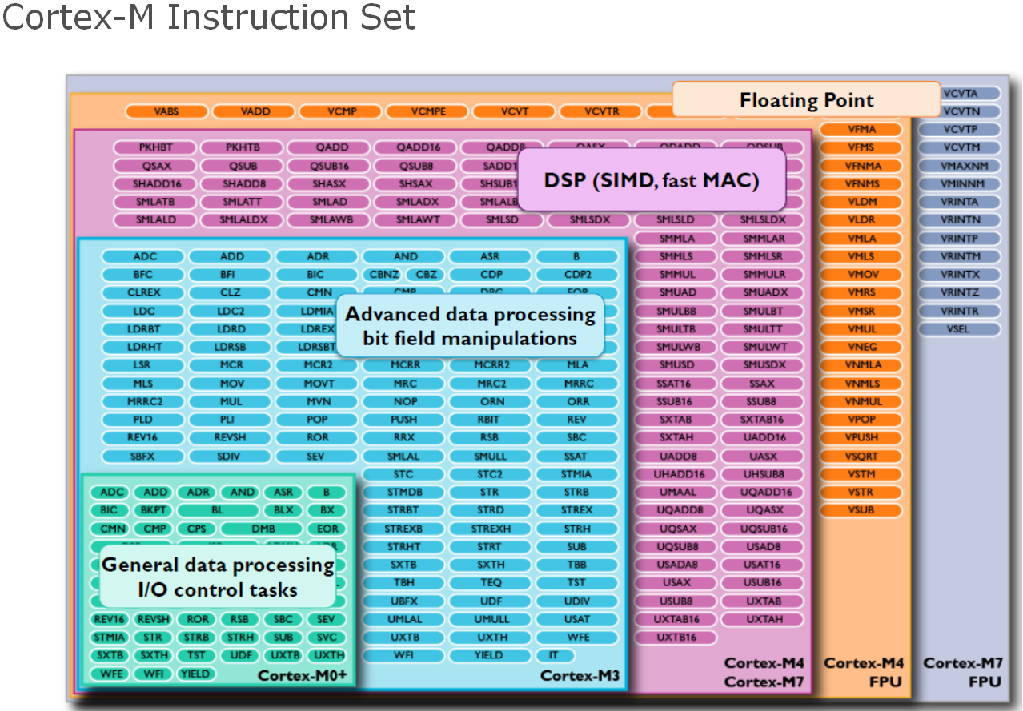 Cortex-M Instruction Set
VCVTA
Floating Point
VABS VADD VCMP VCMPE VCVT VCVTR VCVTN
VFMA VCVTP
PKHBT PKHTB QADD QADD16 QADD8 VFMS VCVTM
QSAX QSUB QSUB16 QSUB8 VFNMA VMAXNM
DSP (SIMD, fast MAC)
SHADD16 SHADD8 SHASX SHSAX VFNMS VMINNM
SMLATB SMLATT SMLAD SMLADX VLDM VRINTA
SMLALD SMLALDX SMLAWB SMLAWT SMLSD SMLSDX SMLSLD SMLSLDX VLDR VRINTN
SMMLA SMMLAR VMLA VRINTP
ADC ADD ADR AND ASR B SMMLS SMMLSR VMLS VRINTM
BFC BFI BIC CBNZ CBZ CDP CDP2 SMMUL SMMULR VMOV VRINTX
CLREX CLZ CMN SMUAD SMUADX VMRS VRINTZ
LDC LDC2 LDMIA SMULBB SMULBT VMSR VRINTR
Advanced data processing
bit field manipulations
LDRBT LDRD LDREX SMULTB SMULTT VMUL VSEL
LDRHT LDRSB LDRSBT SMULWB SMULWT VNEG
LSR MCR MCR2 MCRR MCRR2 MLA SMUSD SMUSDX VNMLA
MLS MOV MOVT MRC MRC2 MRRC SSAT16 SSAX VNMLS
MRRC2 MUL MVN NOP ORN ORR SSUB16 SSUB8 VNMUL
PLD PLI POP PUSH RBIT REV SXTAB SXTAB16 VPOP
REV16 REVSH ROR RRX RSB SBC SXTAH UADD16 VPUSH
SBFX SDIV SEV SMLAL SMULL SSAT UADD8 UASX VSQRT
STC STC2 STMIA UHADD16 UHSUB8 VSTM
ADC ADD ADR AND ASR B STMDB STR STRB UMAAL UQADD16 VSTR
BIC BKPT BL BLX BX STRBT STRD STREX UQADD8 UQASX VSUB
CMN CMP CPS DMB EOR STREXB STREXH STRH UQSAX UQSUB16
STRHT STRT SUB UQSUB8 USAD8
General data processing
I/O control tasks
SXTB SXTH TBB USADA8 USAT16
TBH TEQ TST USAX USUB16
UBFX UDF UDIV USUB8 UXTAB
REV16 REVSH ROR RSB SBC SEV UMLAL UMULL USAT UXTAB16 UXTAH
STMIA STR STRB STRH SUB SVC UXTB UXTH WFE UXTB16
SXTB SXTH TST UDF UXTB UXTH WFI YIELD IT
WFE WFI YIELD Cortex-M0+ Cortex-M3
Cortex-M4 Cortex-M4 Cortex-M7
Cortex-M7 FPU FPU